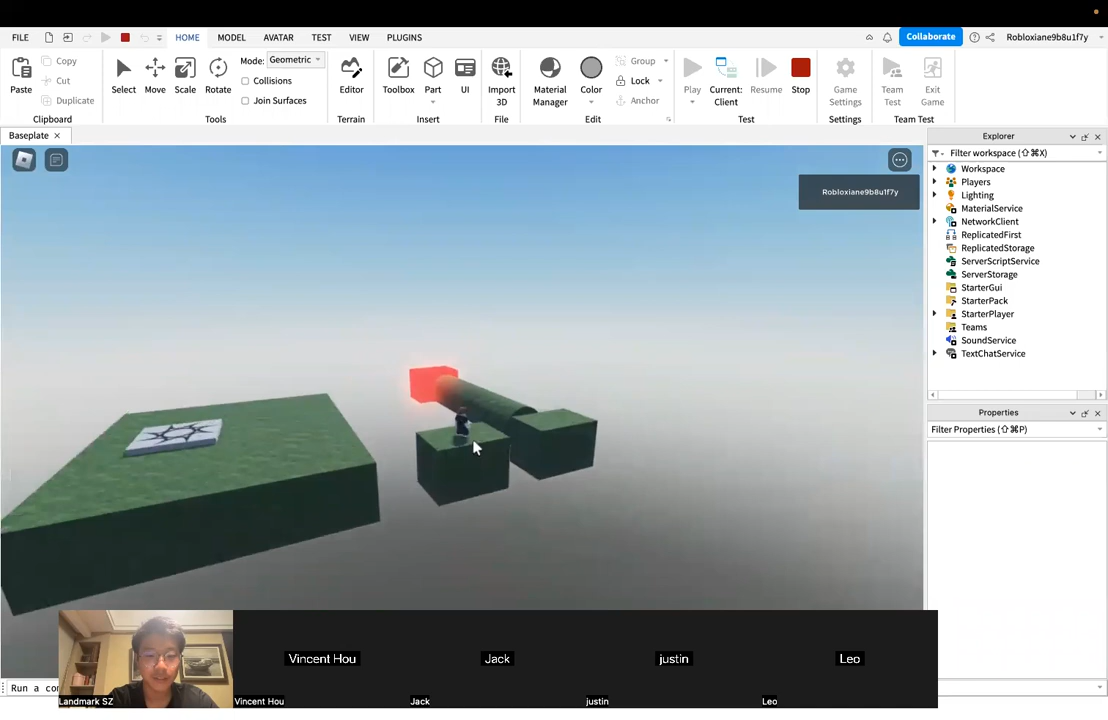 FILE HOME MODEL AVATAR TEST VIEW PLUGINS Collaborate Robloxiane9b8u1f7y
Paste Copy Cut Duplicate
Select Move Scale Rotate
Mode: Geometric
Collisions
Join Surfaces
Editor Toolbox Part UI Import 3D
Material Manager Color Group Lock Anchor
Play Current: Client Resume Stop
Game Settings Team Test Exit Game
Clipboard Tools Terrain Insert File Edit Test Settings Team Test
Baseplate
Robloxiane9b8u1f7y
Explorer
Filter workspace (⇧⌘X)
Workspace
Players
Lighting
MaterialService
NetworkClient
ReplicatedFirst
ReplicatedStorage
ServerScriptService
ServerStorage
StarterGui
StarterPack
StarterPlayer
Teams
SoundService
TextChatService
Properties
Filter Properties (⇧⌘P)
Vincent Hou Jack justin Leo
Run a co
Landmark SZ Vincent Hou Jack justin Leo